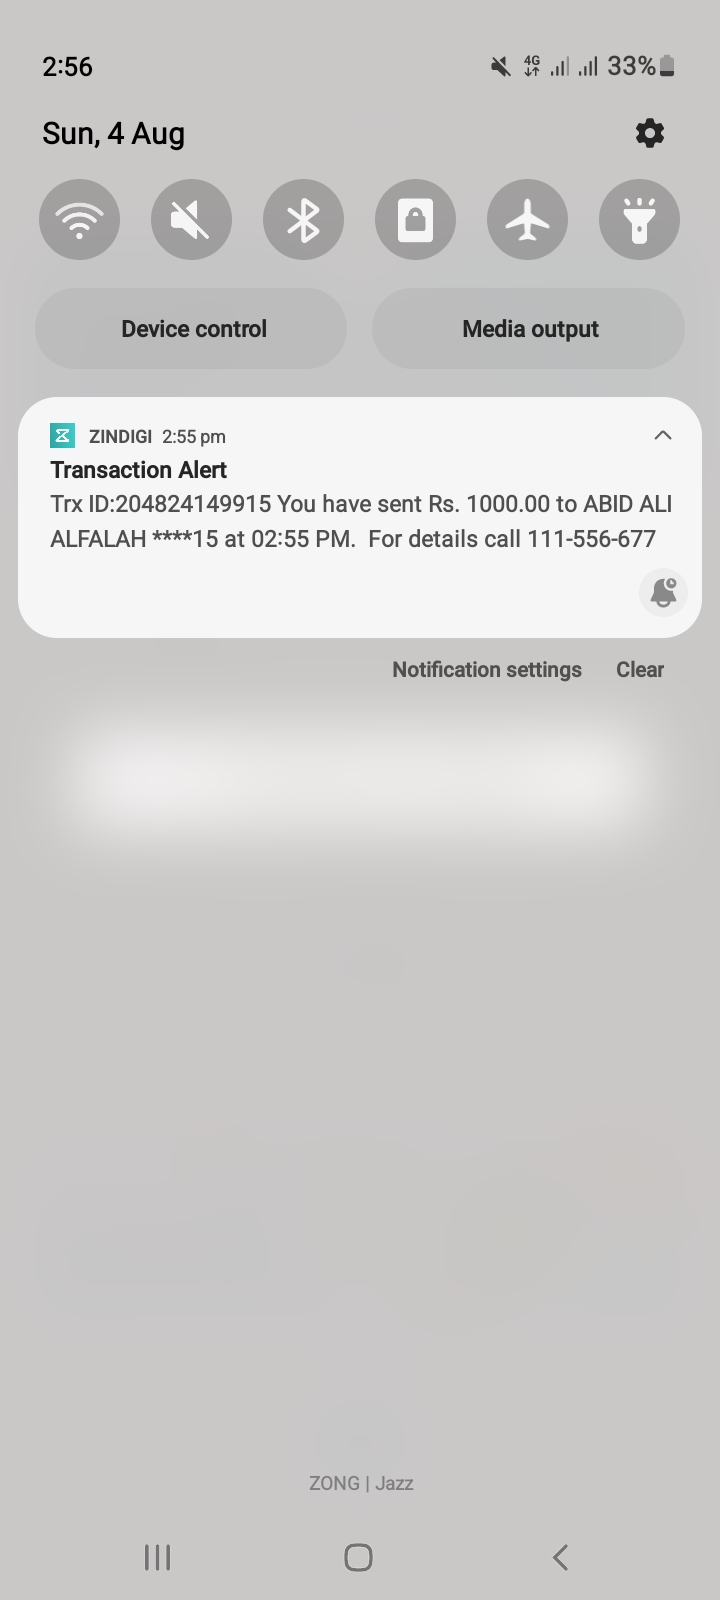 2:56
4G
33%
Sun, 4 Aug
Device control
Media output
ZINDIGI 2:55 pm
Transaction Alert
Trx ID:204824149915 You have sent Rs. 1000.00 to ABID ALI
ALFALAH ****15 at 02:55 PM.  For details call 111-556-677
Notification settings
Clear
ZONG | Jazz